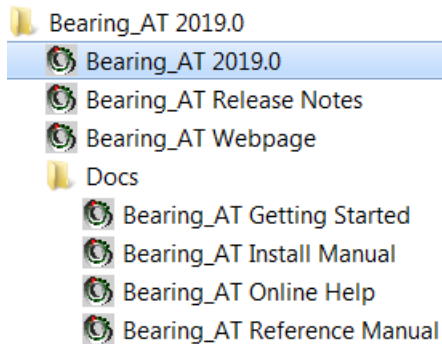 Bearing_AT 2019.0
Bearing_AT 2019.0
Bearing_AT Release Notes
Bearing_AT Webpage
Docs
Bearing_AT Getting Started
Bearing_AT Install Manual
Bearing_AT Online Help
Bearing_AT Reference Manual